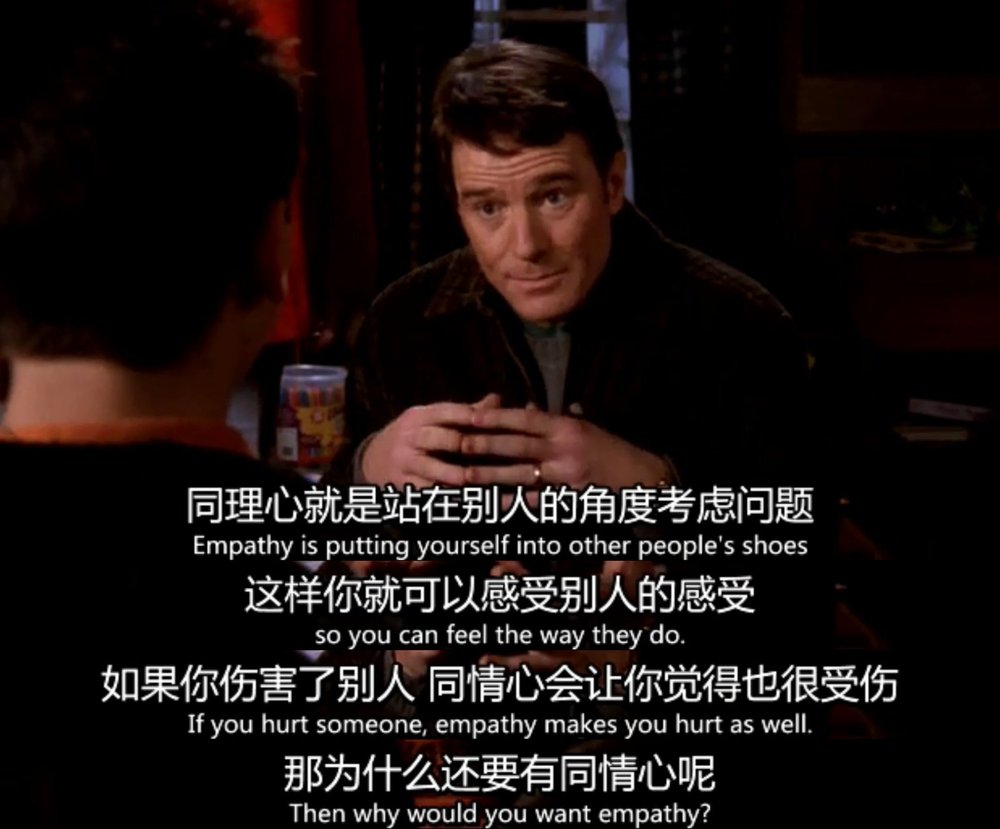 同理心就是站在别人的角度考虑问题
Empathy is putting yourself into other people's shoes
这样你就可以感受别人的感受
so you can feel the way they do.
如果你伤害了别人 同情心会让你觉得也很受伤
If you hurt someone, empathy makes you hurt as well.
那为什么还要有同情心呢
Then why would you want empathy?